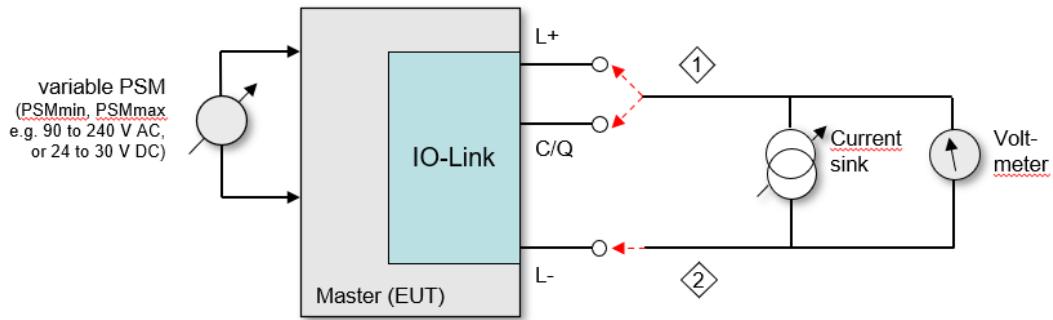 variable PSM
(PSMmin, PSMmax
e.g. 90 to 240 V AC,
or 24 to 30 V DC)
IO-Link
Master (EUT)
L+
C/Q
L-
1
2
Current
sink
Volt-
meter